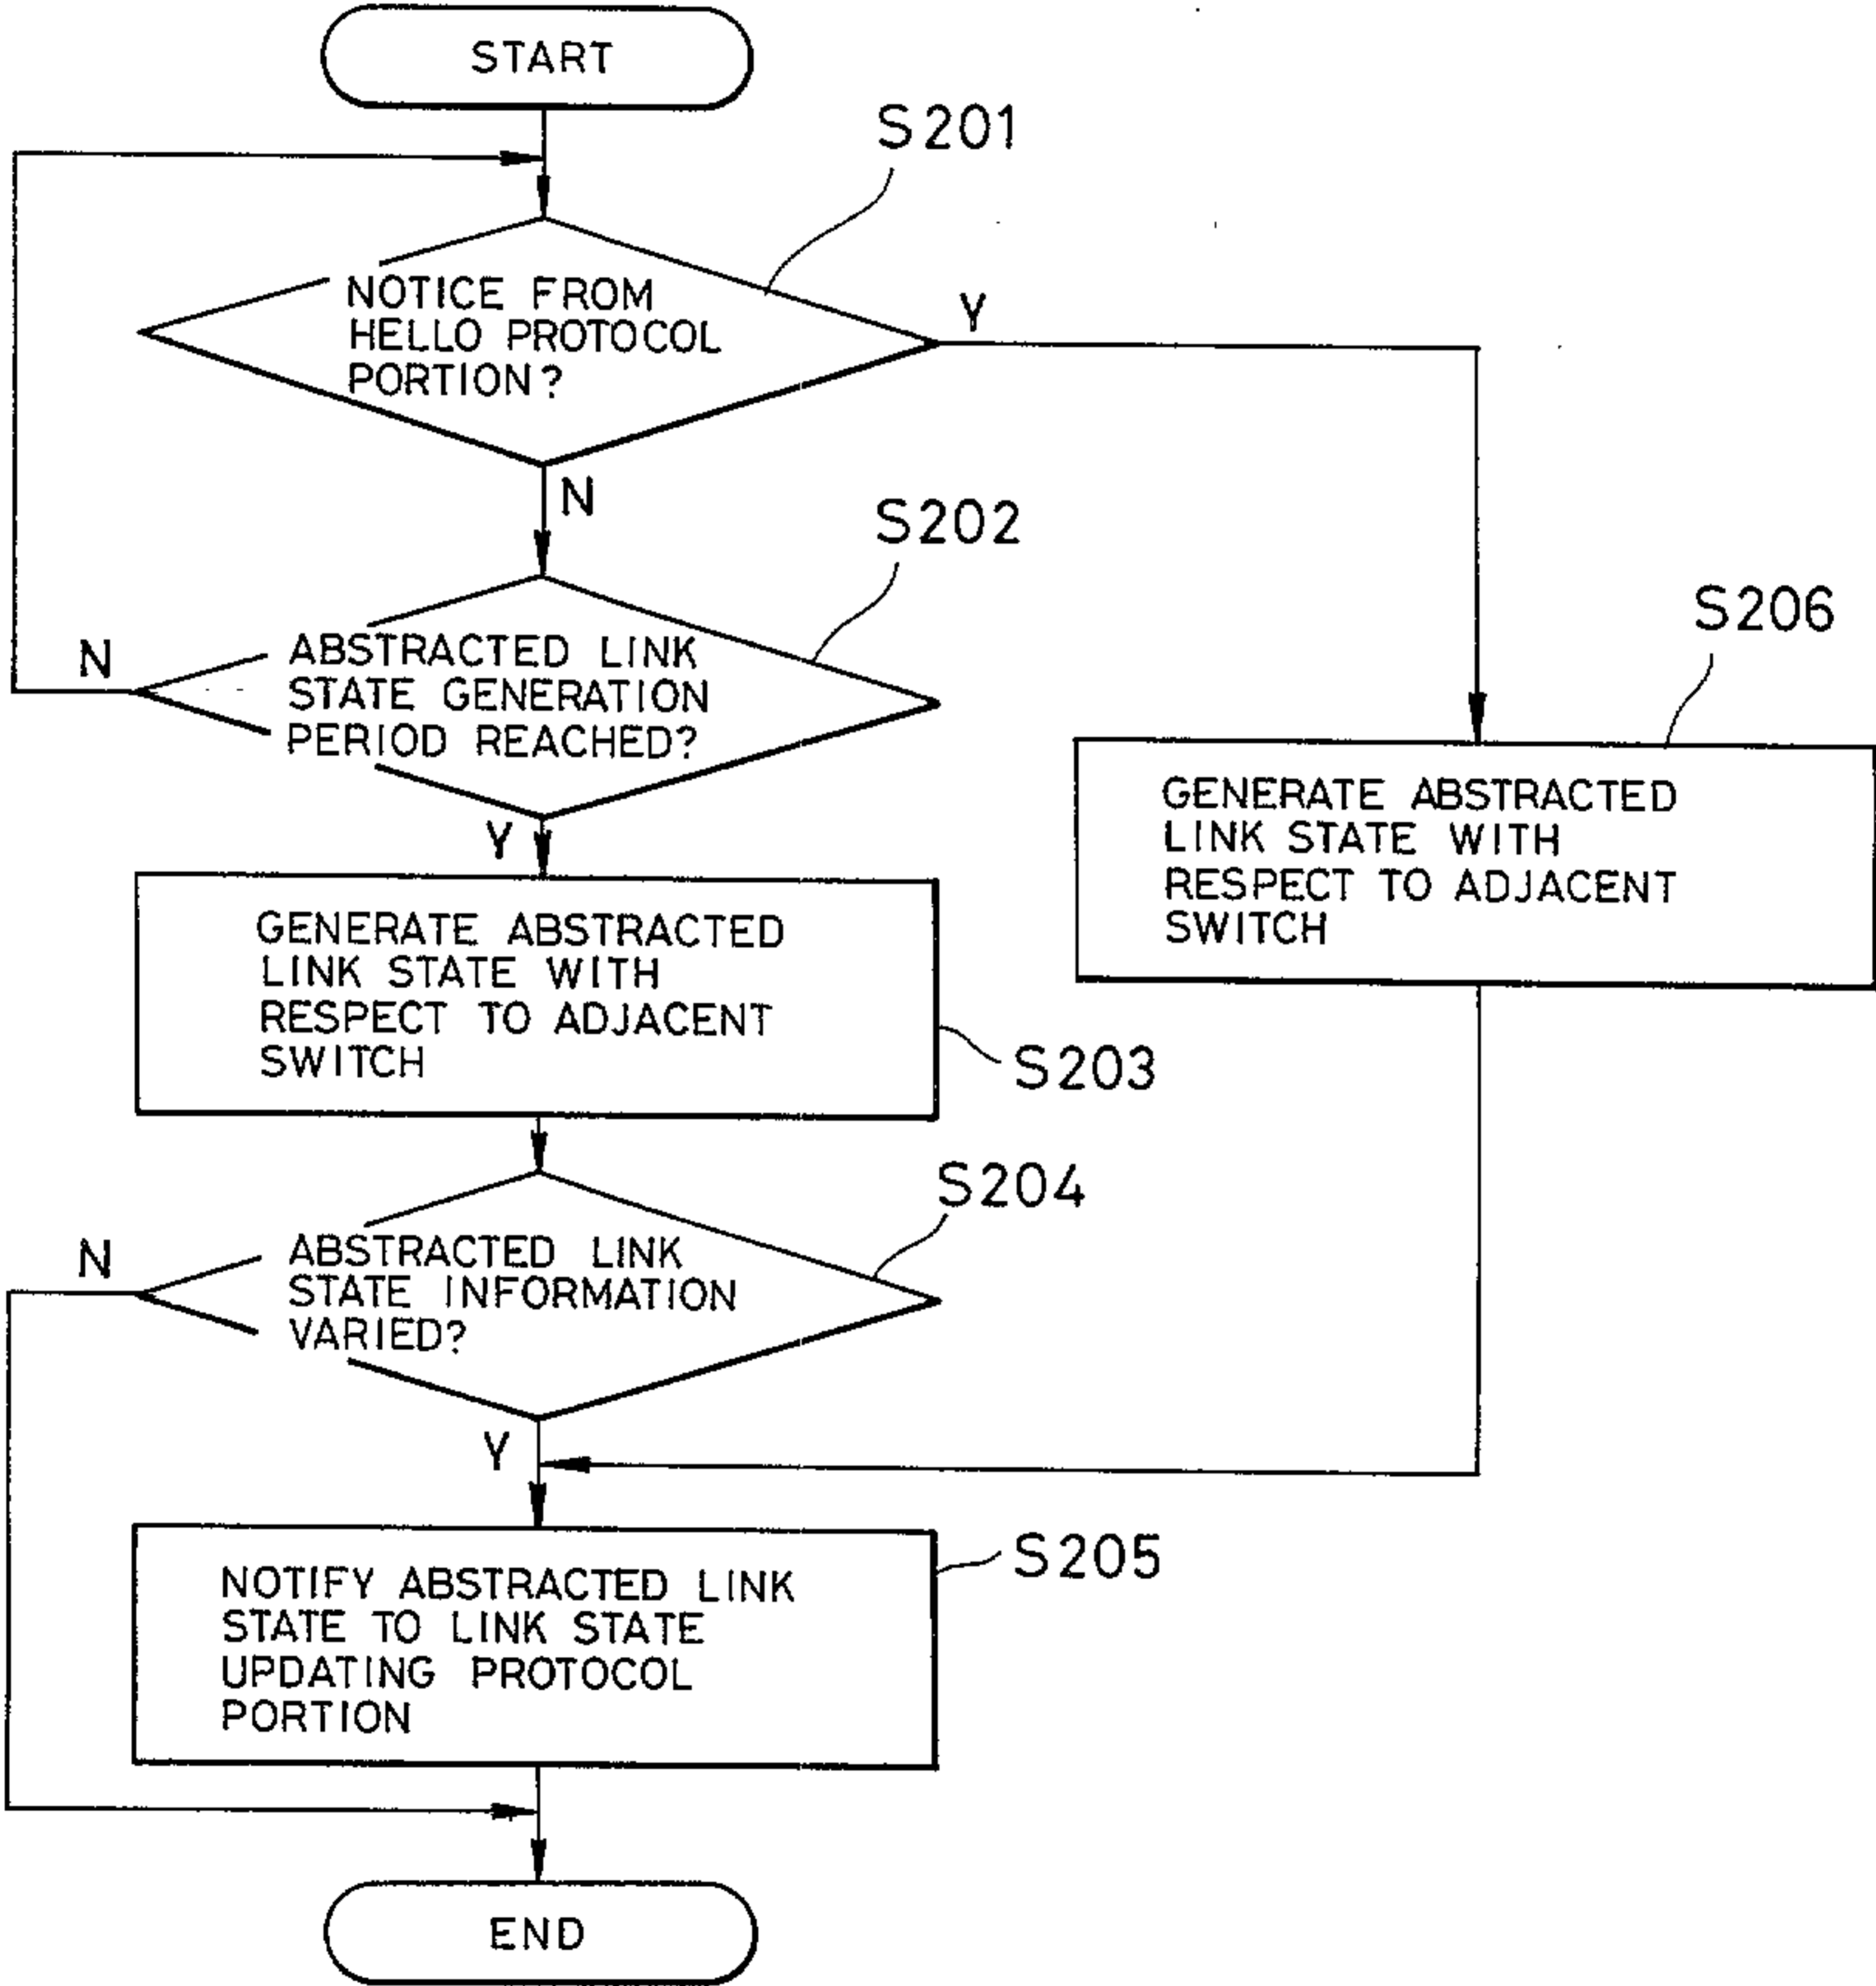 START
S201
NOTICE FROM
HELLO PROTOCOL
PORTION?
Y
N
S202
ABSTRACTED LINK
STATE GENERATION
PERIOD REACHED?
N
Y
S206
GENERATE ABSTRACTED
LINK STATE WITH
RESPECT TO ADJACENT
SWITCH
GENERATE ABSTRACTED
LINK STATE WITH
RESPECT TO ADJACENT
SWITCH
S203
S204
ABSTRACTED LINK
STATE INFORMATION
VARIED?
N
Y
S205
NOTIFY ABSTRACTED LINK
STATE TO LINK STATE
UPDATING PROTOCOL
PORTION
END